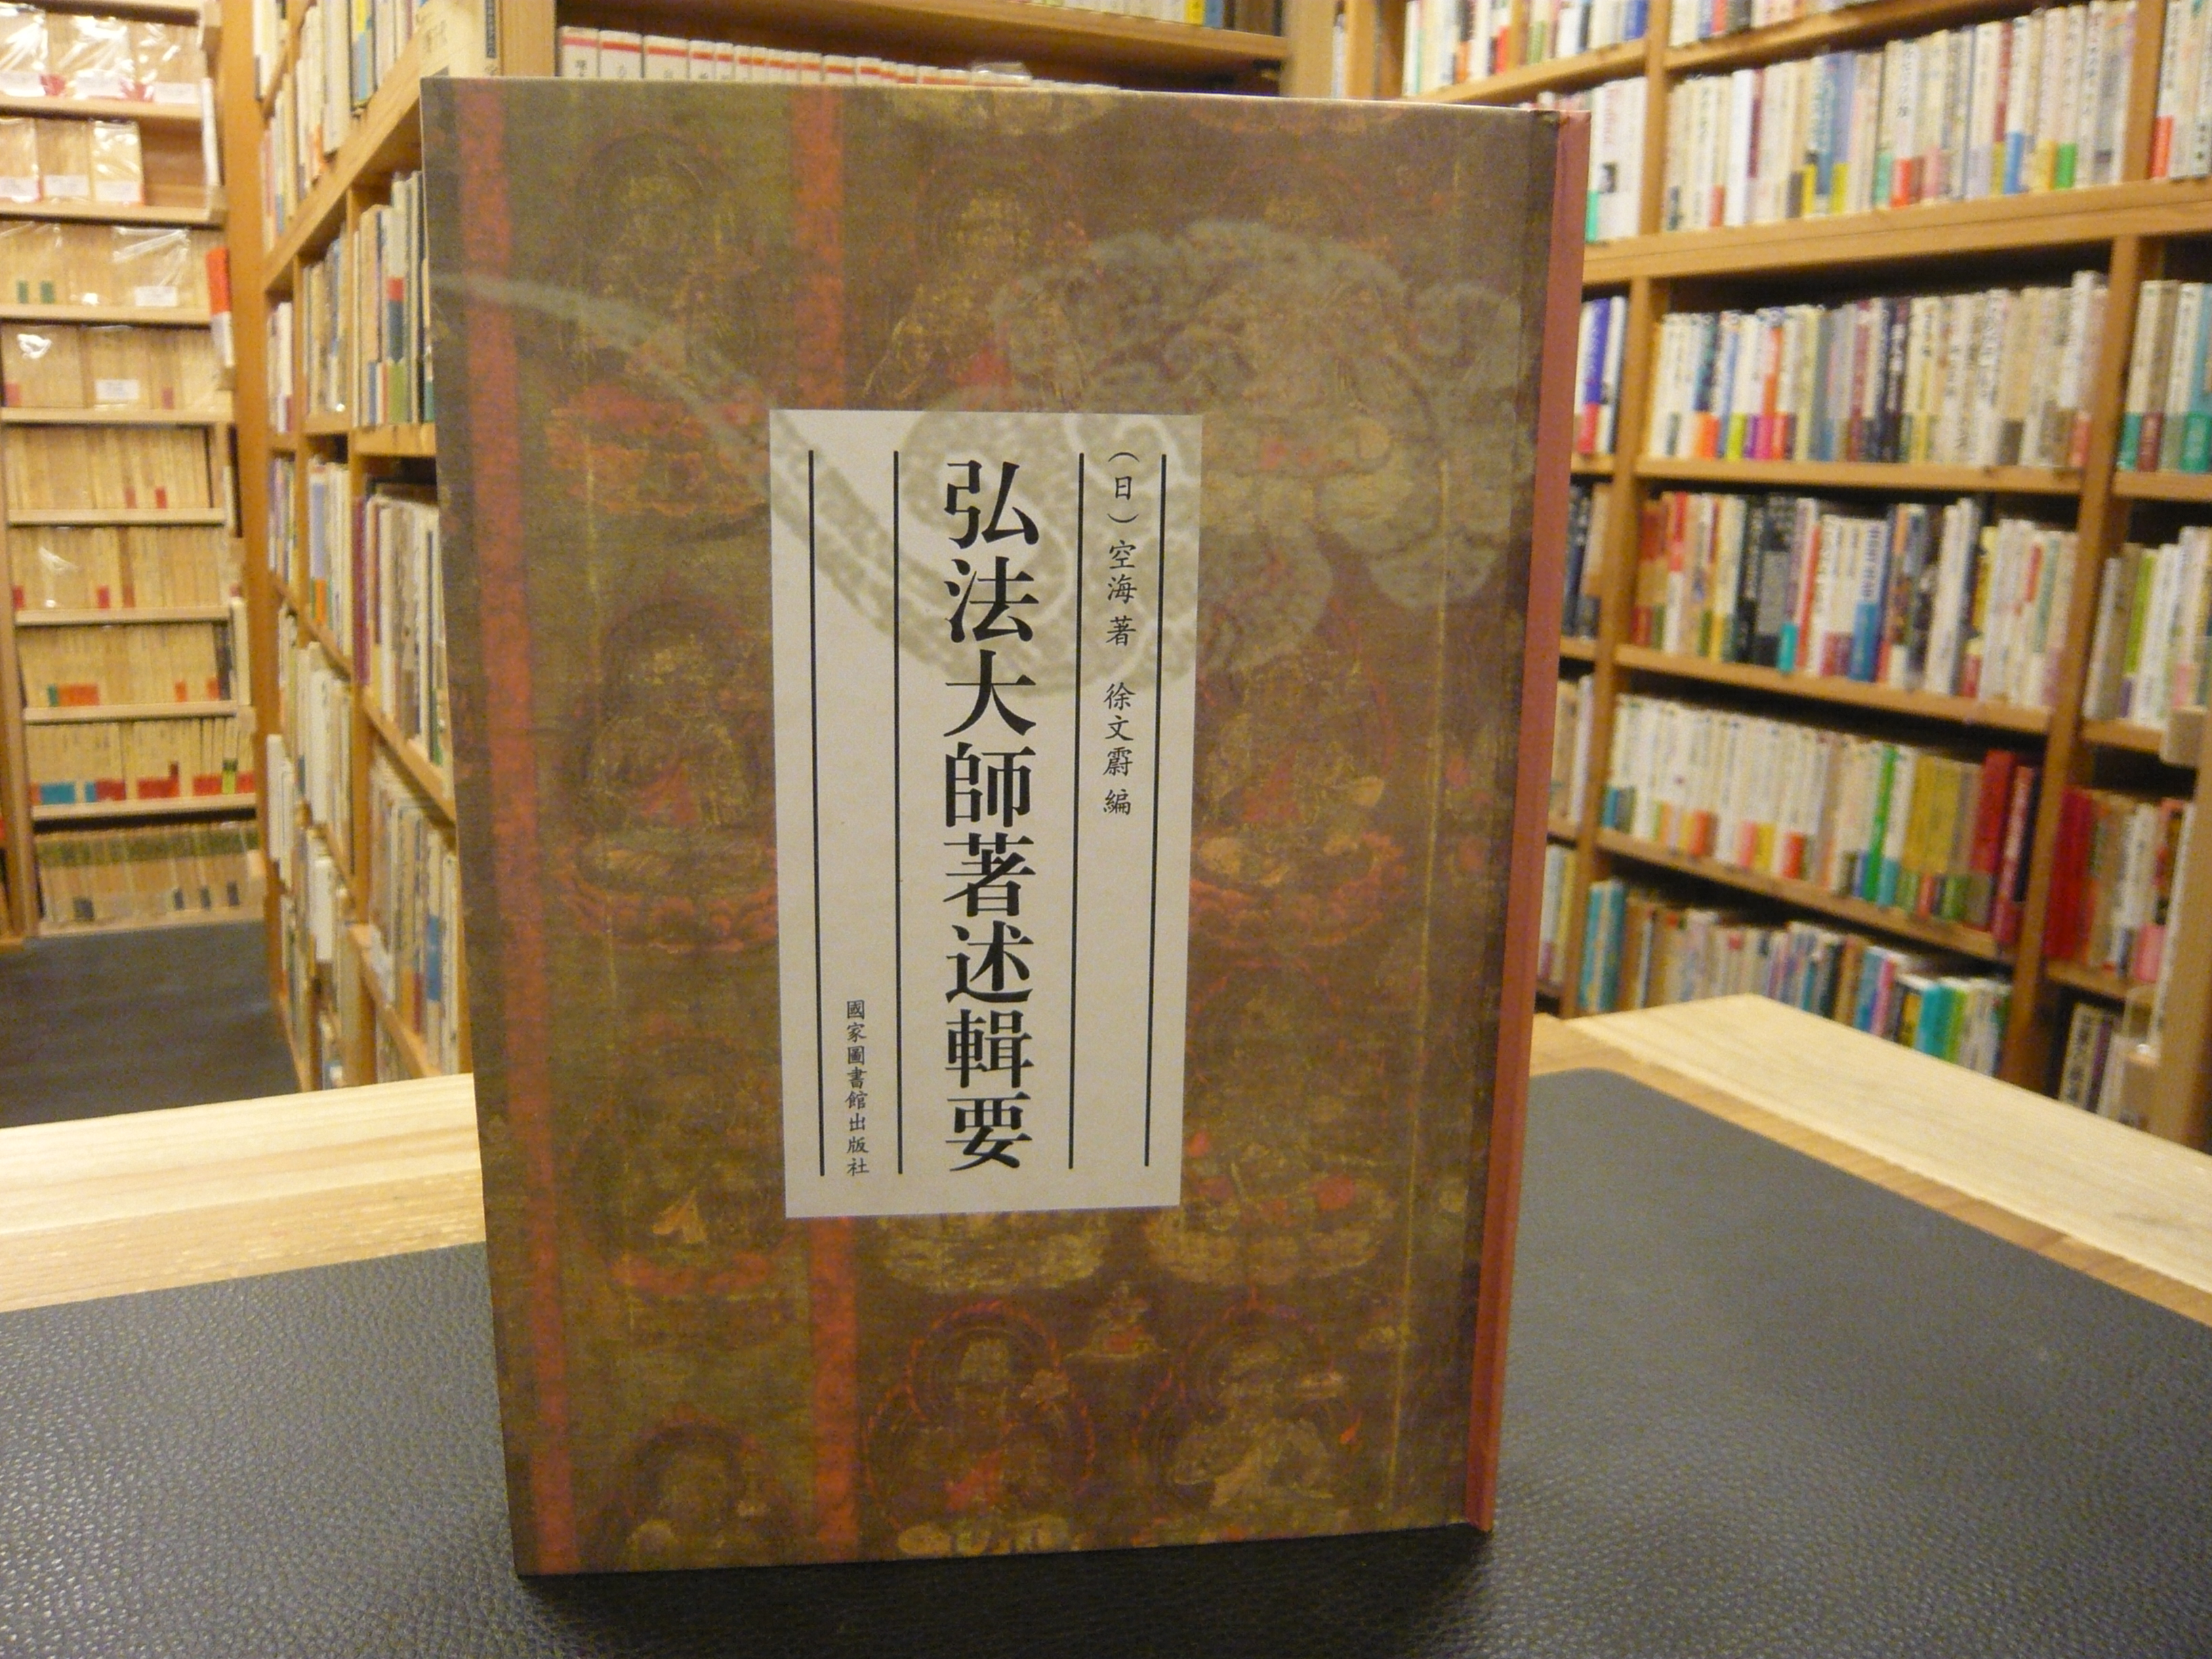 （日）空海著　徐文霨編
弘法大師著述輯要
國家圖書館出版社